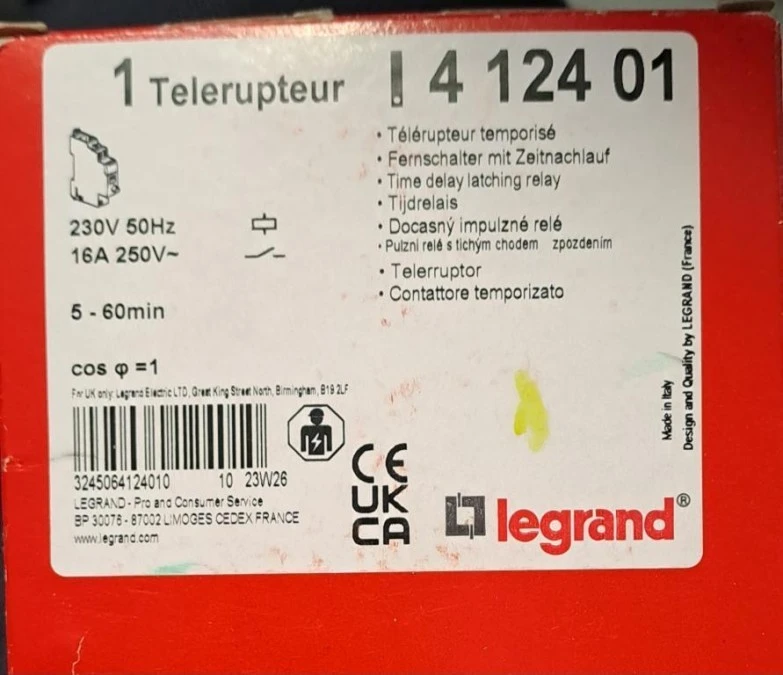 1 Telerupteur ! 4 124 01
• Télérupteur temporisé
• Fernschalter mit Zeitnachlauf
• Time delay latching relay
• Tijdrelais
• Docasný impulzné relé
• Pulzni relé s tichým chodem zpozdenim
• Telerruptor
• Contattore temporizato
230V 50Hz
16A 250V~
5 - 60min
cos φ =1
For UK only: Legrand Electric LTD, Great King Street North, Birmingham, B19 2LF
3245064124010 10 23W26
LEGRAND - Pro and Consumer Service
BP 30076 - 87002 LIMOGES CEDEX FRANCE
www.legrand.com
CE
UK
CA
legrand®
Made in Italy
Design and Quality by LEGRAND (France)